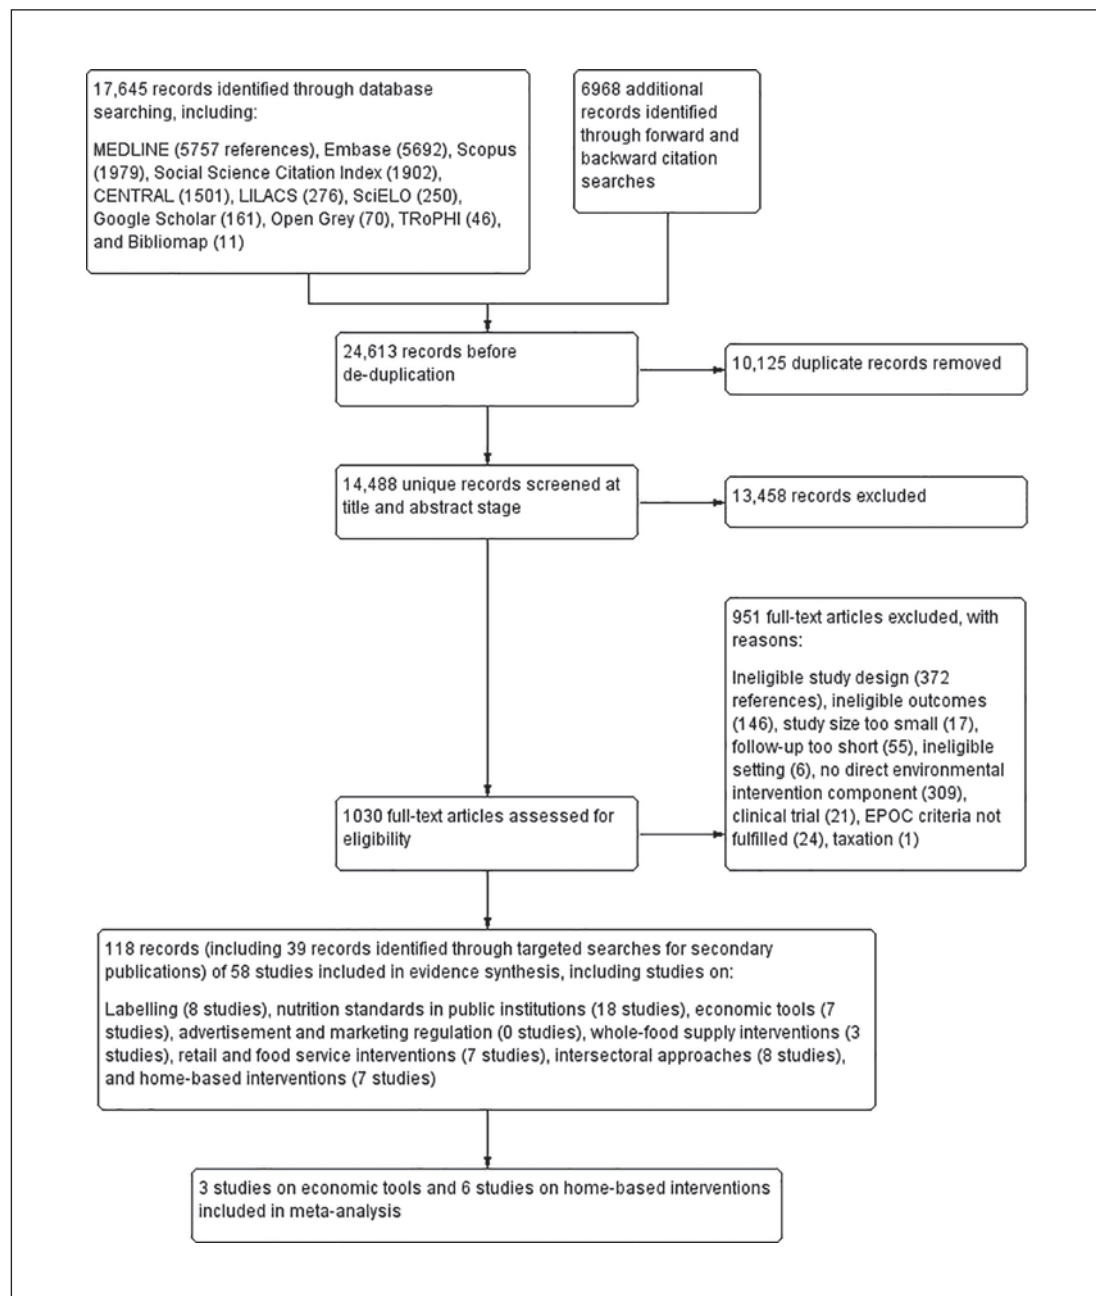 17,645 records identified through database
searching, including:
MEDLINE (5757 references), Embase (5692), Scopus
(1979), Social Science Citation Index (1902),
CENTRAL (1501), LILACS (276), SciELO (250),
Google Scholar (161), Open Grey (70), TRoPHI (46),
and Bibliomap (11)
6968 additional
records identified
through forward and
backward citation
searches
24,613 records before
de-duplication
10,125 duplicate records removed
14,488 unique records screened at
title and abstract stage
13,458 records excluded
951 full-text articles excluded, with
reasons:
Ineligible study design (372
references), ineligible outcomes
(146), study size too small (17),
follow-up too short (55), ineligible
setting (6), no direct environmental
intervention component (309),
clinical trial (21), EPOC criteria not
fulfilled (24), taxation (1)
1030 full-text articles assessed for
eligibility
118 records (including 39 records identified through targeted searches for secondary
publications) of 58 studies included in evidence synthesis, including studies on:
Labelling (8 studies), nutrition standards in public institutions (18 studies), economic tools (7
studies), advertisement and marketing regulation (0 studies), whole-food supply interventions (3
studies), retail and food service interventions (7 studies), intersectoral approaches (8 studies),
and home-based interventions (7 studies)
3 studies on economic tools and 6 studies on home-based interventions
included in meta-analysis